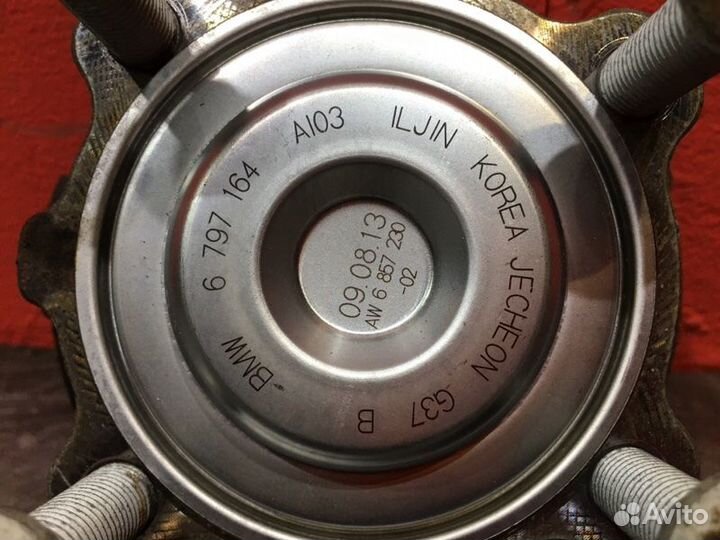 BMW 6 797 164 AI03 ILJIN KOREA JECHEON G37 B
09.08.13
AW 6 857 230
-02
Avito